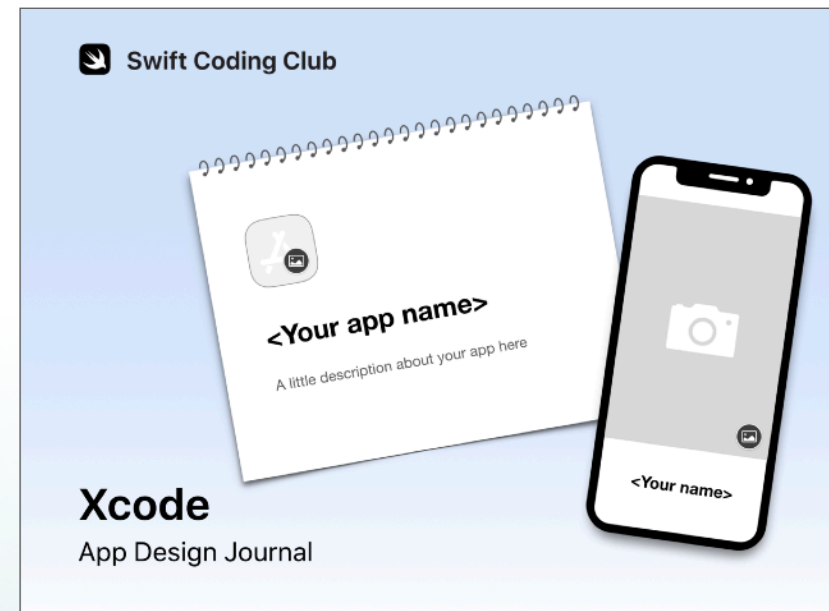 Swift Coding Club
<Your app name>
A little description about your app here
<Your name>
Xcode
App Design Journal